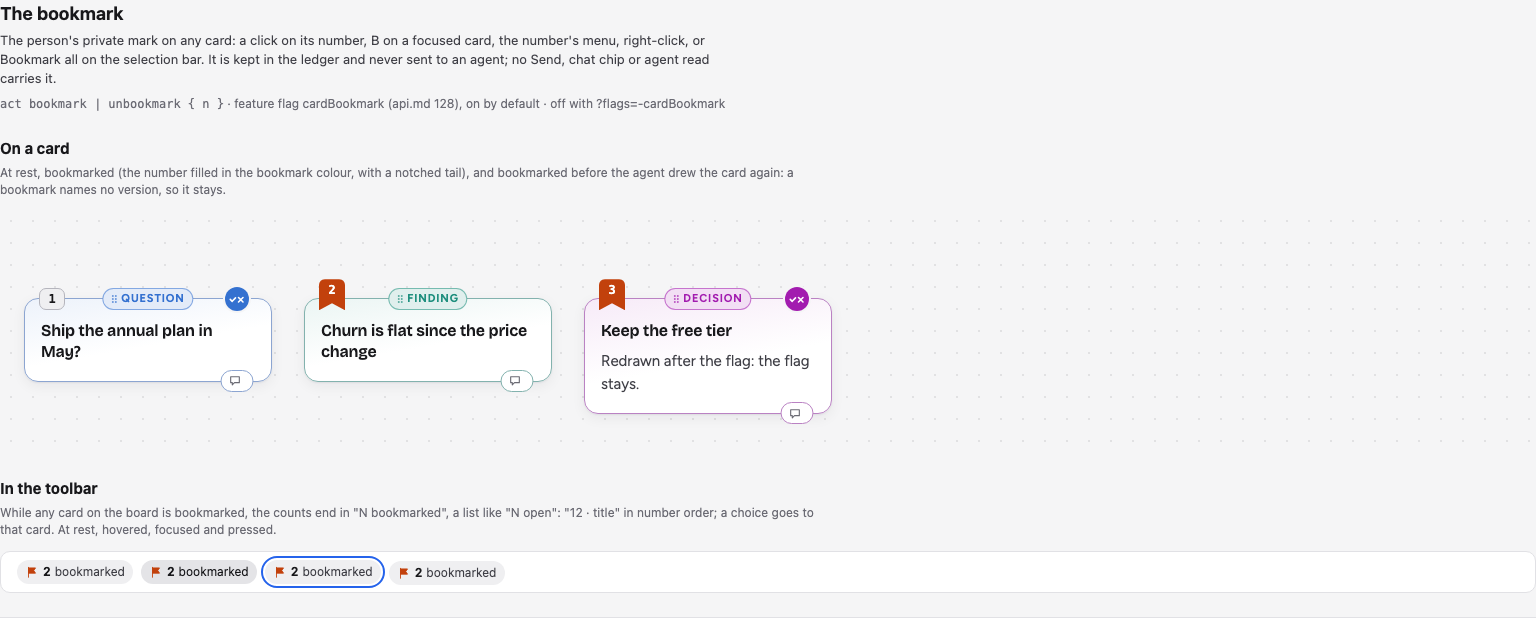 The bookmark
The person's private mark on any card: a click on its number, B on a focused card, the number's menu, right-click, or
Bookmark all on the selection bar. It is kept in the ledger and never sent to an agent; no Send, chat chip or agent read
carries it.
act bookmark | unbookmark { n } · feature flag cardBookmark (api.md 128), on by default · off with ?flags=-cardBookmark
On a card
At rest, bookmarked (the number filled in the bookmark colour, with a notched tail), and bookmarked before the agent drew the card again: a
bookmark names no version, so it stays.
1 QUESTION
Ship the annual plan in
May?
2 FINDING
Churn is flat since the price
change
3 DECISION
Keep the free tier
Redrawn after the flag: the flag
stays.
In the toolbar
While any card on the board is bookmarked, the counts end in "N bookmarked", a list like "N open": "12 · title" in number order; a choice goes to
that card. At rest, hovered, focused and pressed.
2 bookmarked 2 bookmarked 2 bookmarked 2 bookmarked